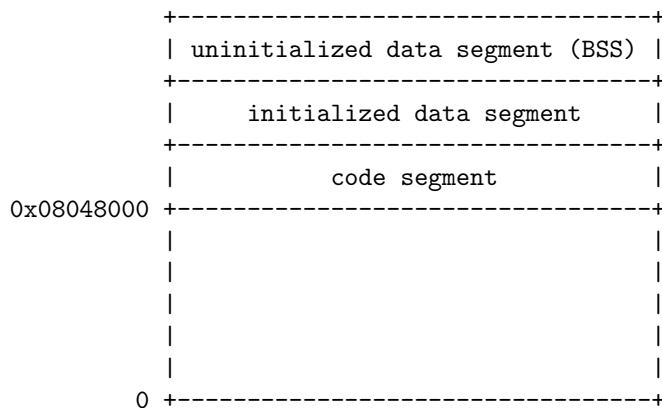 +----------------------------------+
| uninitialized data segment (BSS) |
+----------------------------------+
|     initialized data segment     |
+----------------------------------+
|           code segment           |
0x08048000 +----------------------------------+
|                                  |
|                                  |
|                                  |
|                                  |
|                                  |
0 +----------------------------------+